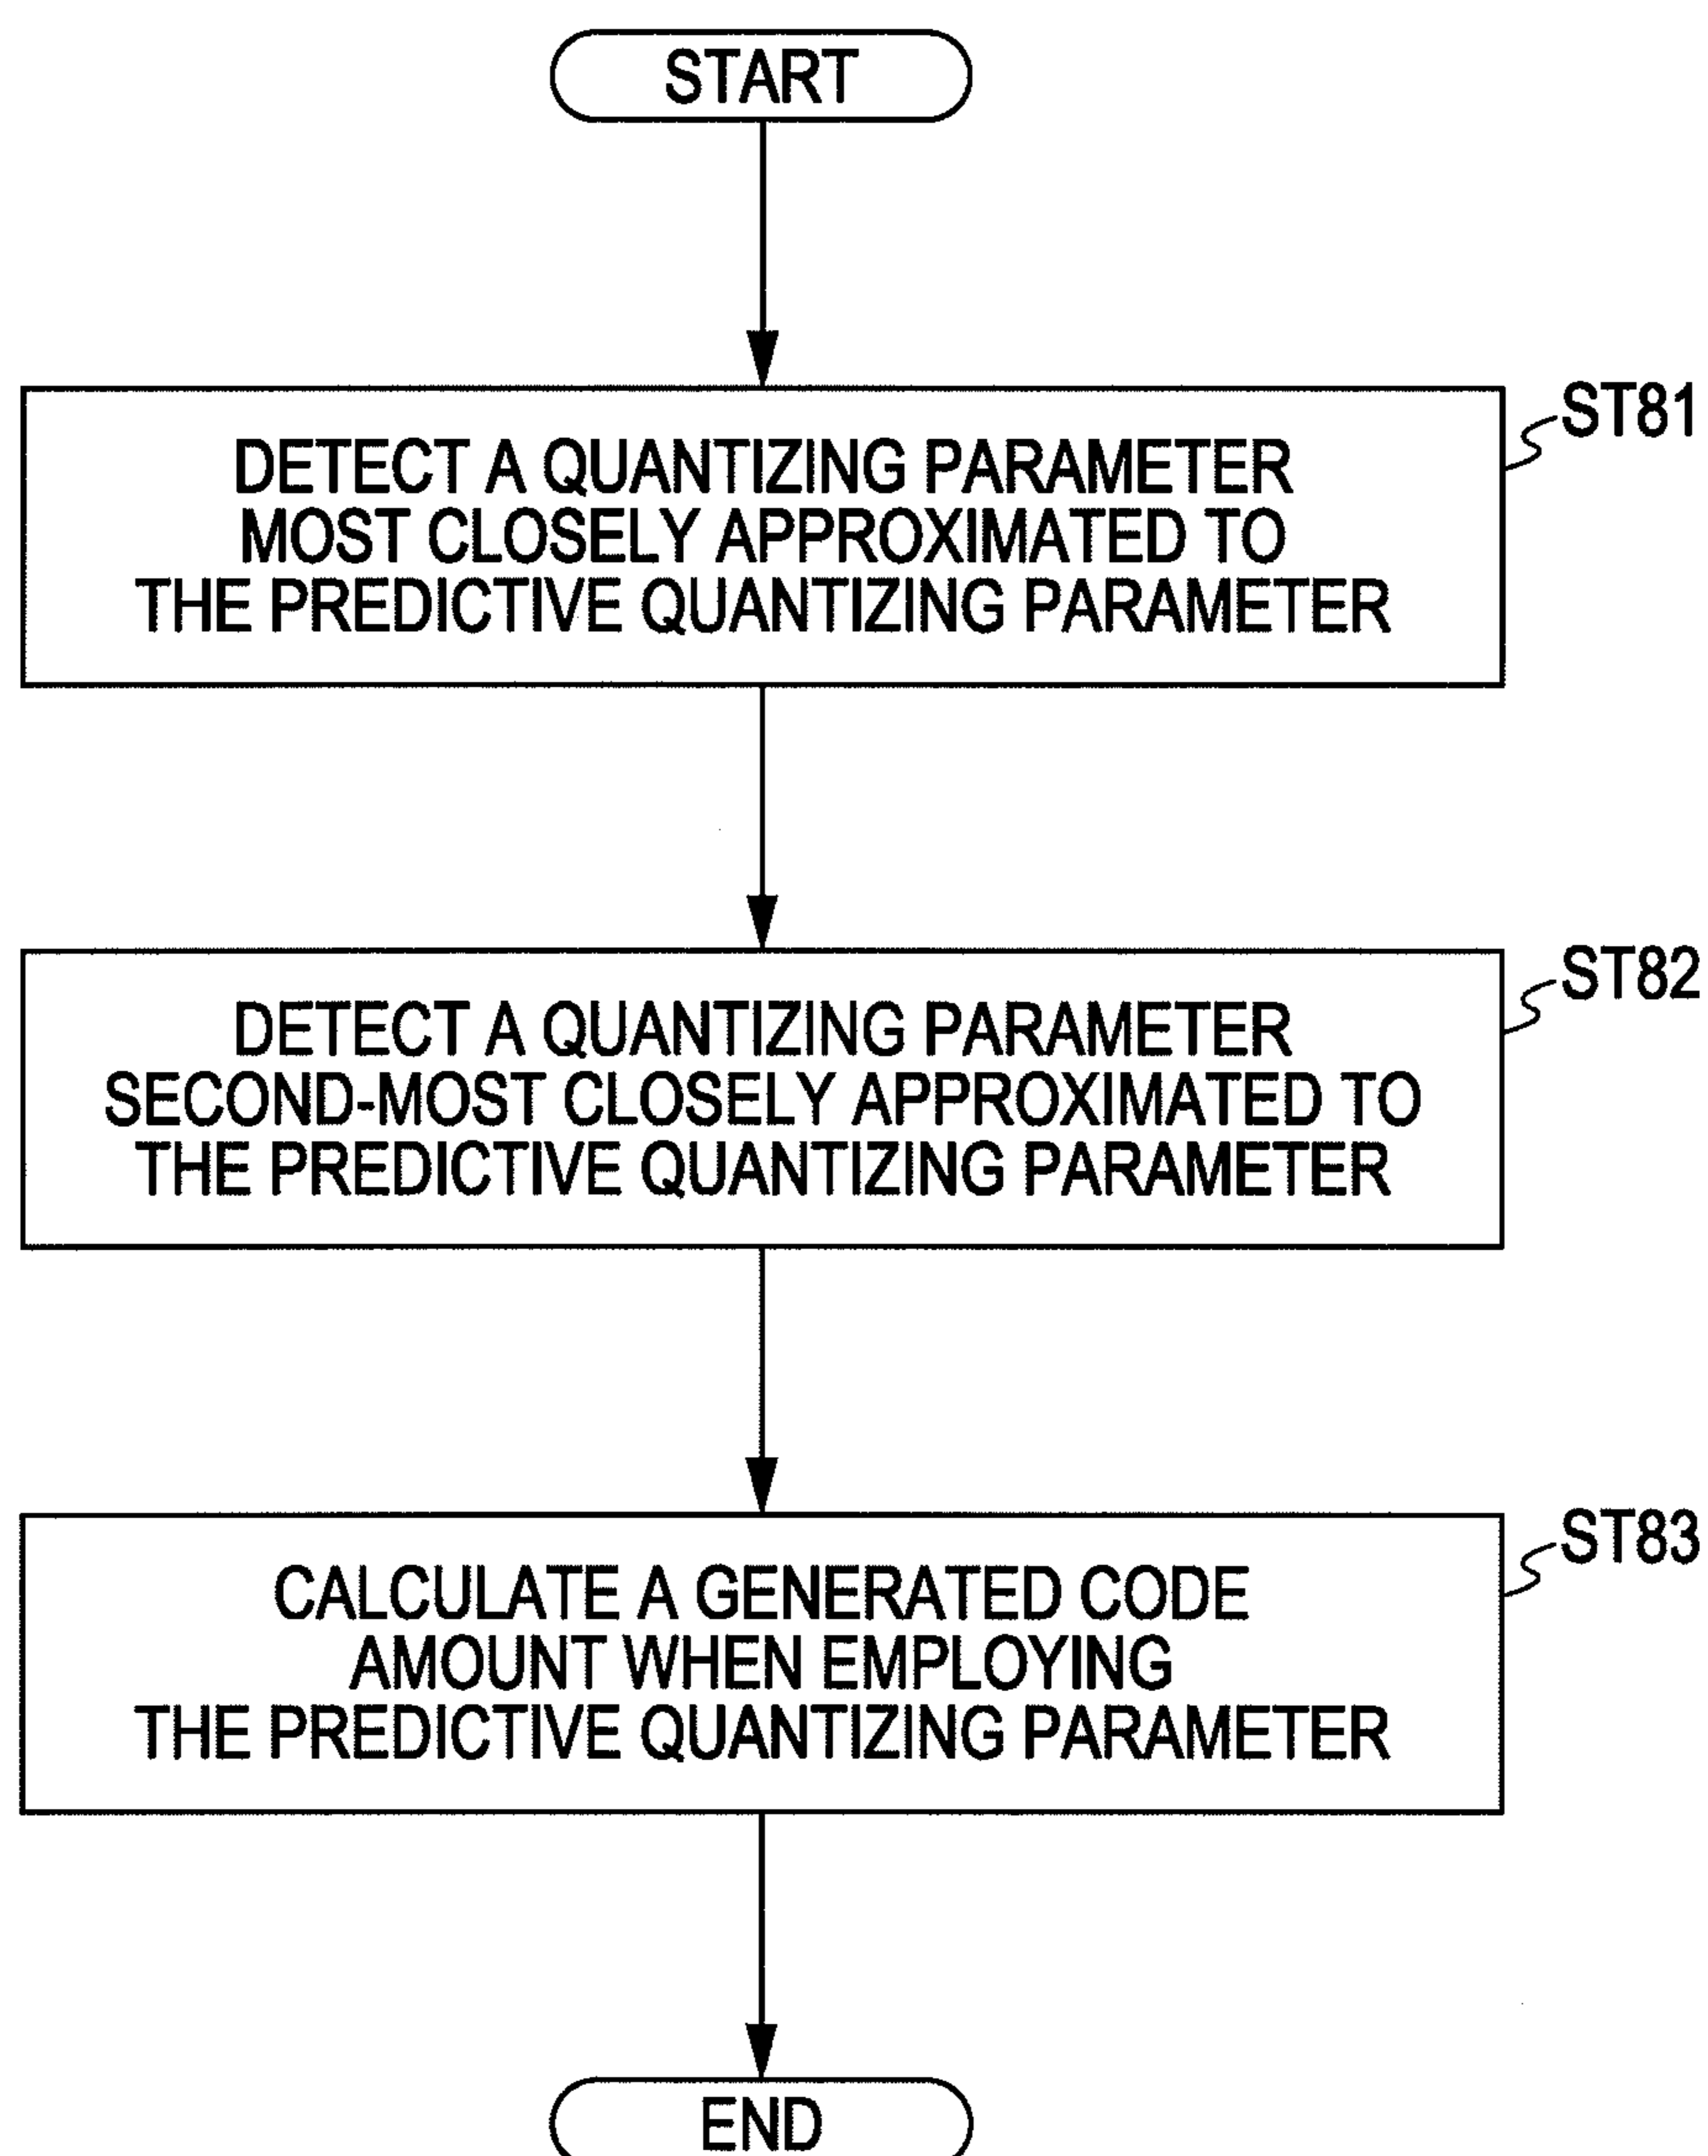 START
ST81
DETECT A QUANTIZING PARAMETER
MOST CLOSELY APPROXIMATED TO
THE PREDICTIVE QUANTIZING PARAMETER
ST82
DETECT A QUANTIZING PARAMETER
SECOND-MOST CLOSELY APPROXIMATED TO
THE PREDICTIVE QUANTIZING PARAMETER
ST83
CALCULATE A GENERATED CODE
AMOUNT WHEN EMPLOYING
THE PREDICTIVE QUANTIZING PARAMETER
END